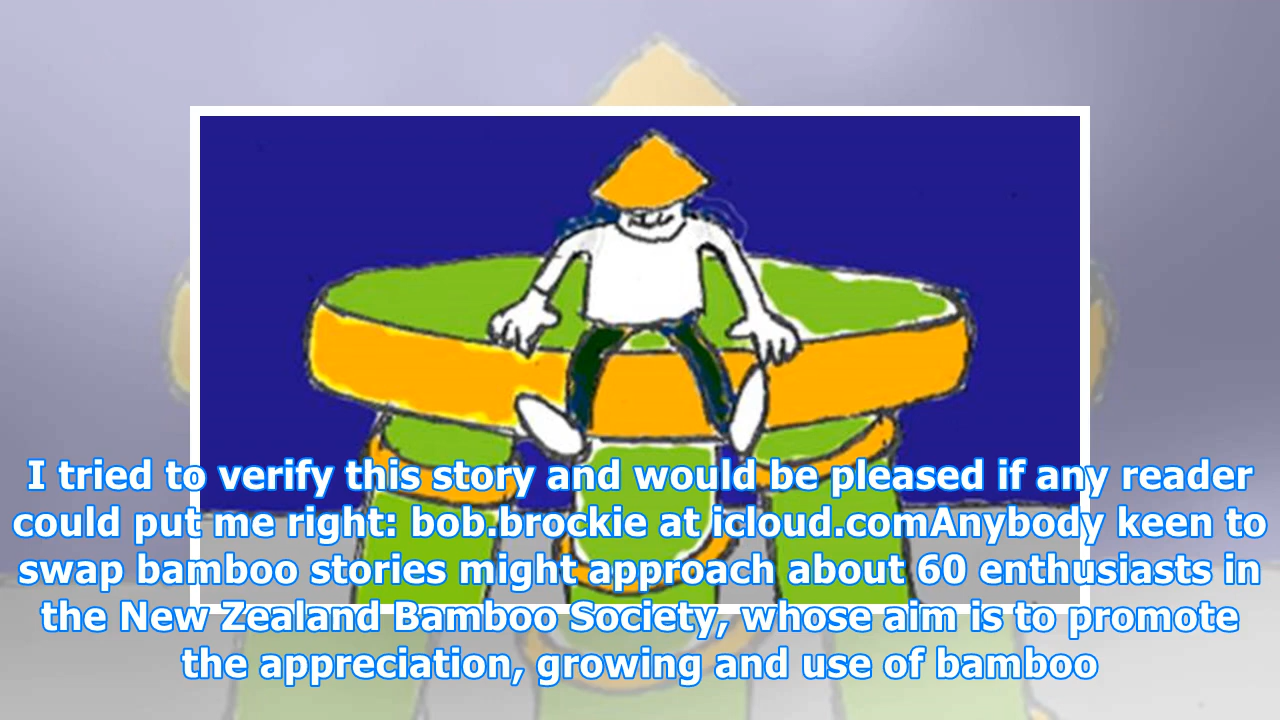 I tried to verify this story and would be pleased if any reader
could put me right: bob.brockie at icloud.comAnybody keen to
swap bamboo stories might approach about 60 enthusiasts in
the New Zealand Bamboo Society, whose aim is to promote
the appreciation, growing and use of bamboo